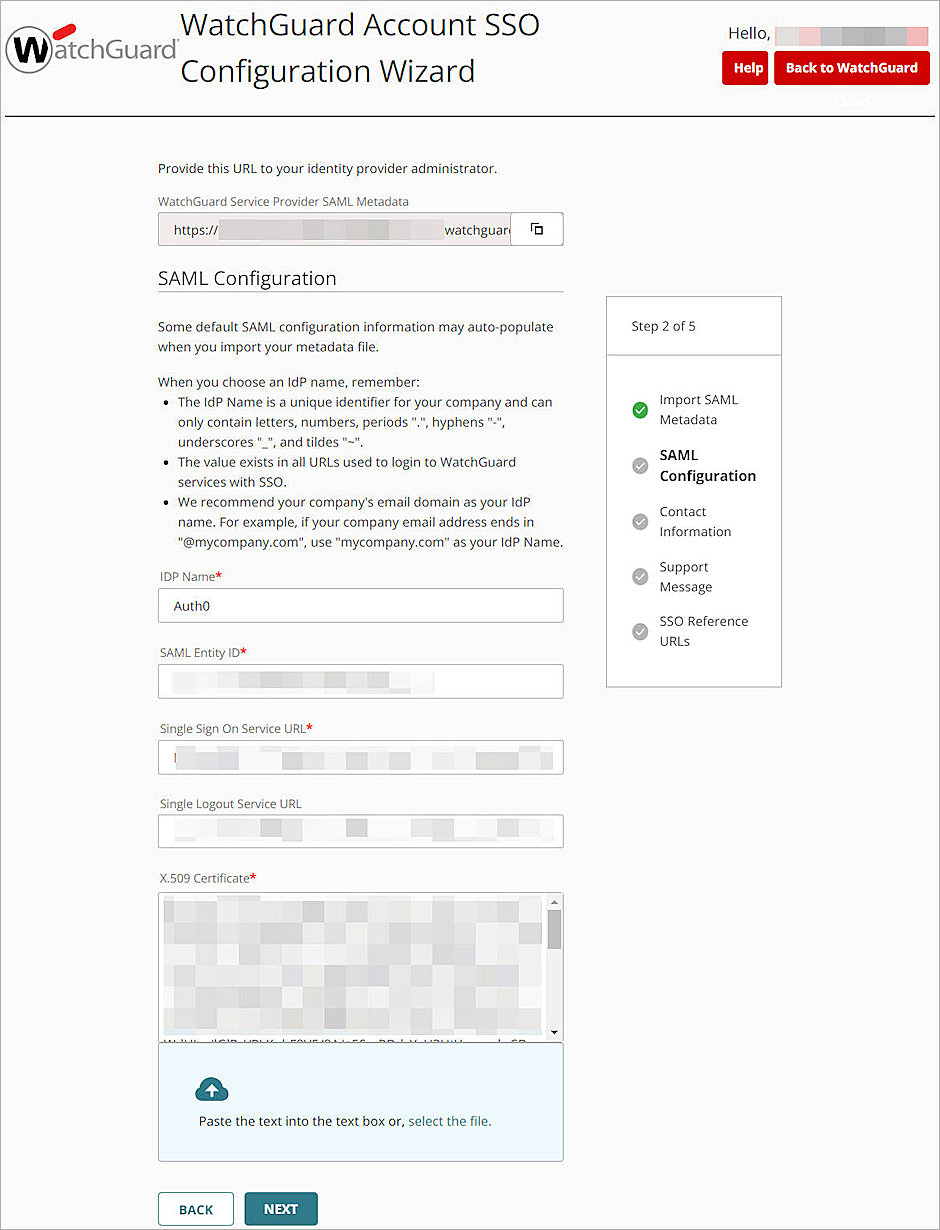 WatchGuard
WatchGuard Account SSO
Configuration Wizard
Hello,
Help
Back to WatchGuard
Cloud
Provide this URL to your identity provider administrator.
WatchGuard Service Provider SAML Metadata
https://
watchguar
SAML Configuration
Some default SAML configuration information may auto-populate
when you import your metadata file.
When you choose an IdP name, remember:
• The IdP Name is a unique identifier for your company and can
only contain letters, numbers, periods ".", hyphens "-",
underscores "_", and tildes "~".
• The value exists in all URLs used to login to WatchGuard
services with SSO.
• We recommend your company's email domain as your IdP
name. For example, if your company email address ends in
"@mycompany.com", use "mycompany.com" as your IdP Name.
IDP Name*
Auth0
SAML Entity ID*
Single Sign On Service URL*
Single Logout Service URL
X.509 Certificate*
Paste the text into the text box or, select the file.
BACK
NEXT
Step 2 of 5
Import SAML
Metadata
SAML
Configuration
Contact
Information
Support
Message
SSO Reference
URLs